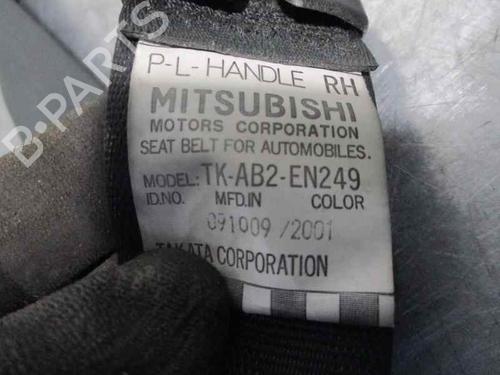 P-L-HANDLE RH
MITSUBISHI
MOTORS CORPORATION
SEAT BELT FOR AUTOMOBILES.
MODEL: TK-AB2-EN249
ID.NO. MFD.IN COLOR
091009 / 2001
TAKATA CORPORATION
B-PARTS